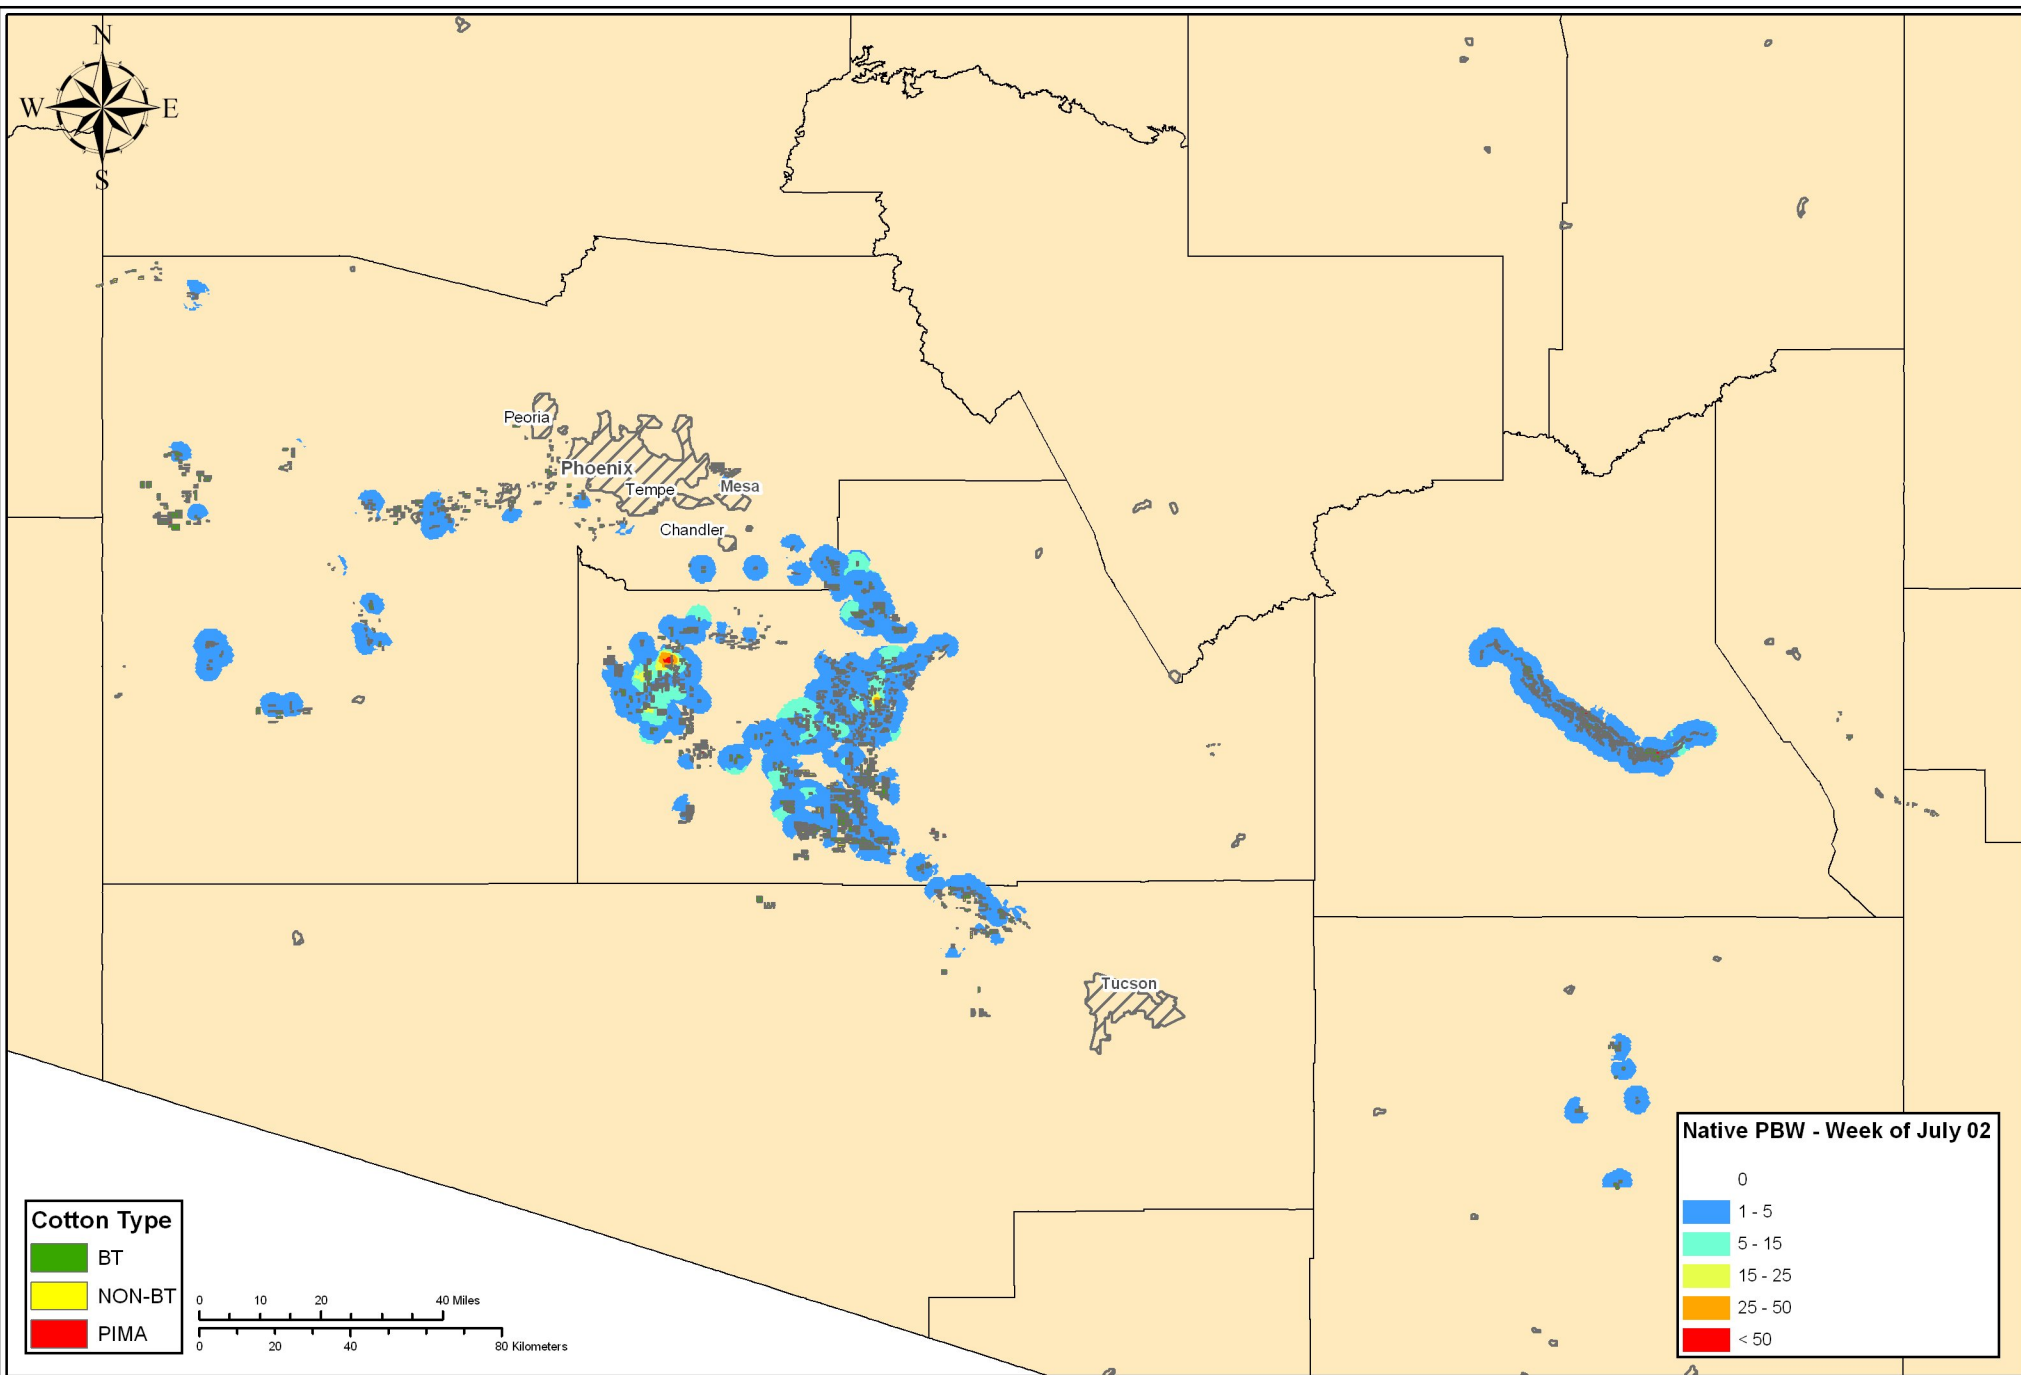 N
W E
S
Peoria
Phoenix
Tempe
Mesa
Chandler
Tucson
Native PBW - Week of July 02
0
1 - 5
5 - 15
15 - 25
25 - 50
< 50
Cotton Type
BT
NON-BT
PIMA
0 10 20 40 Miles
0 20 40 80 Kilometers